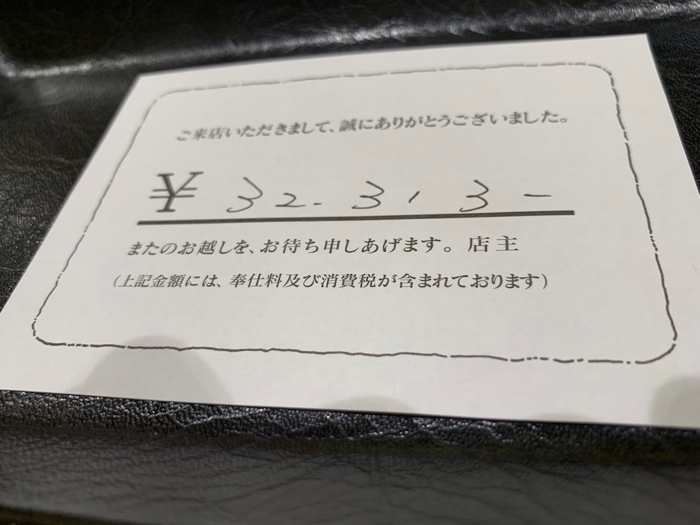 ご来店いただきまして、誠にありがとうございました。
¥ 32.313-
またのお越しを、お待ち申しあげます。店主
(上記金額には、奉仕料及び消費税が含まれております)